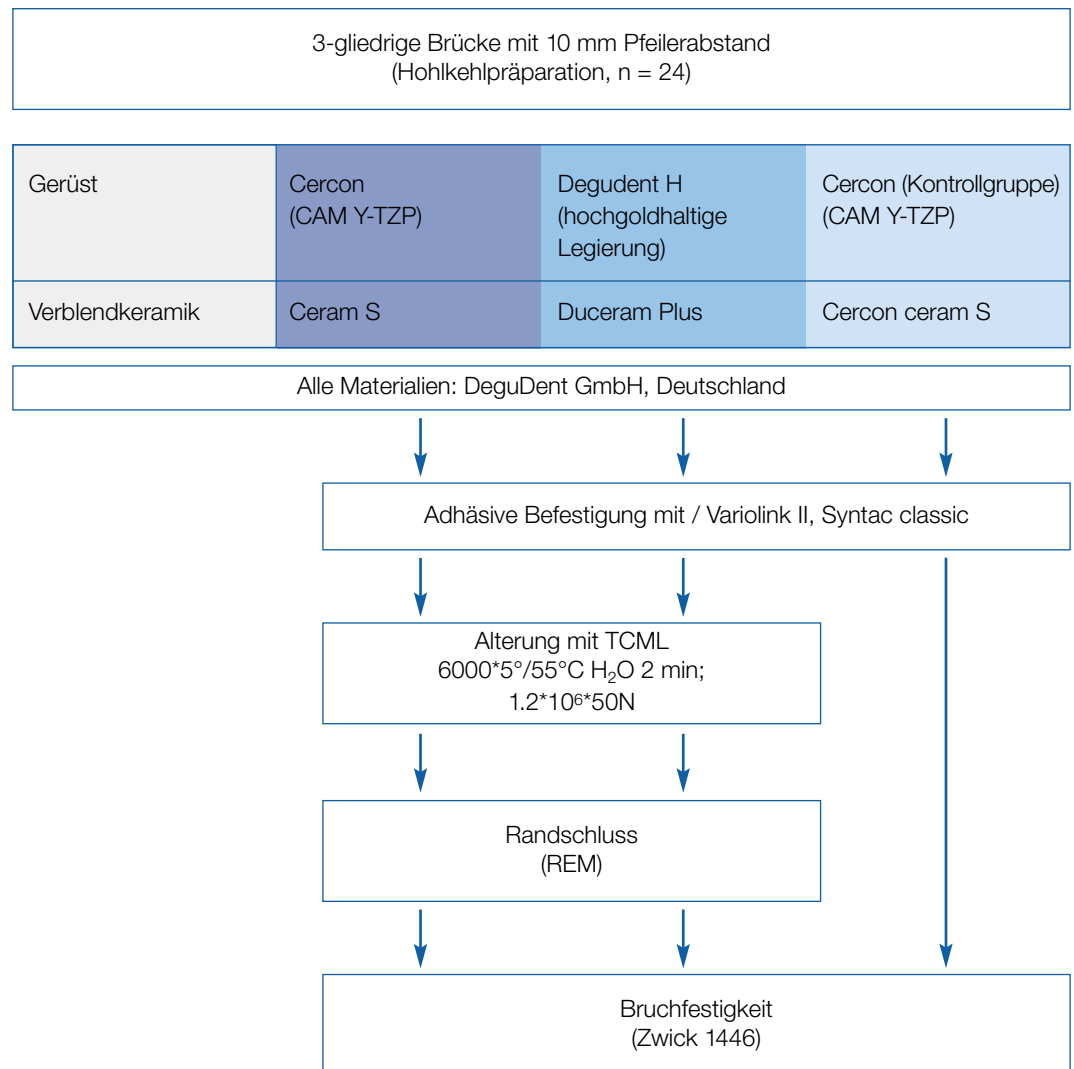 3-gliedrige Brücke mit 10 mm Pfeilerabstand
(Hohlkehlpräparation, n = 24)
Gerüst
Cercon
(CAM Y-TZP)
Degudent H
(hochgoldhaltige
Legierung)
Cercon (Kontrollgruppe)
(CAM Y-TZP)
Verblendkeramik
Ceram S
Duceram Plus
Cercon ceram S
Alle Materialien: DeguDent GmbH, Deutschland
Adhäsive Befestigung mit / Variolink II, Syntac classic
Alterung mit TCML
6000*5°/55°C H₂O 2 min;
1.2*10⁶*50N
Randschluss
(REM)
Bruchfestigkeit
(Zwick 1446)